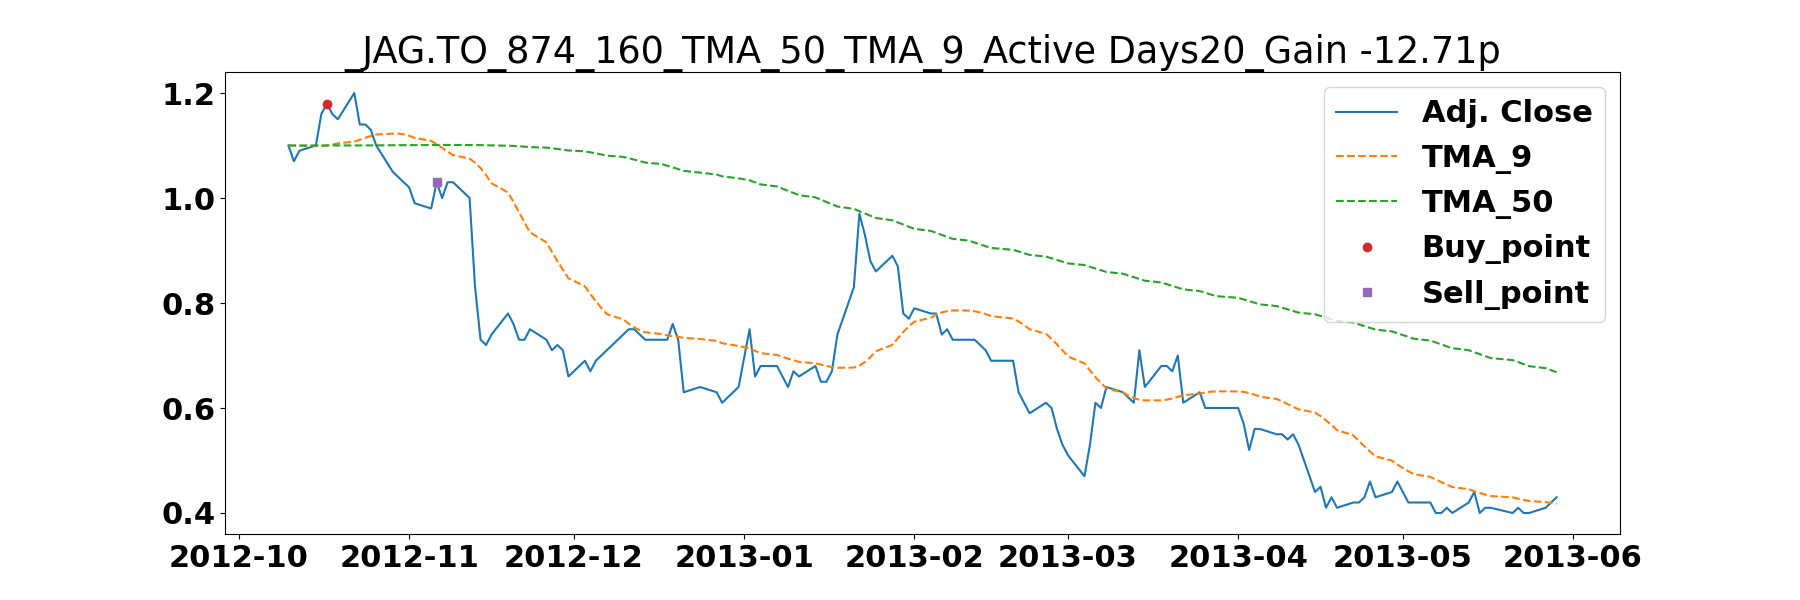 _JAG.TO_874_160_TMA_50_TMA_9_Active Days20_Gain -12.71p
1.2
1.0
0.8
0.6
0.4
Adj. Close
TMA_9
TMA_50
Buy_point
Sell_point
2012-10 2012-11 2012-12 2013-01 2013-02 2013-03 2013-04 2013-05 2013-06